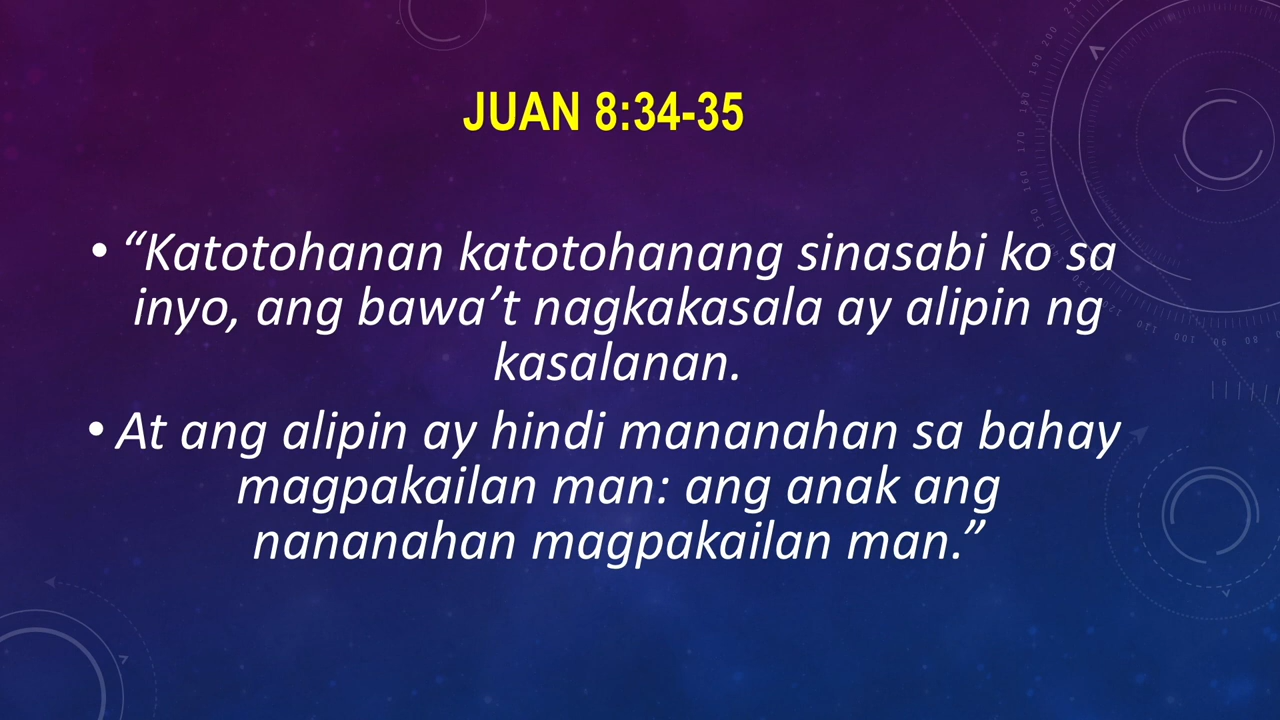 JUAN 8:34-35
• “Katotohanan katotohanang sinasabi ko sa
inyo, ang bawa’t nagkakasala ay alipin ng
kasalanan.
• At ang alipin ay hindi mananahan sa bahay
magpakailan man: ang anak ang
nananahan magpakailan man.”